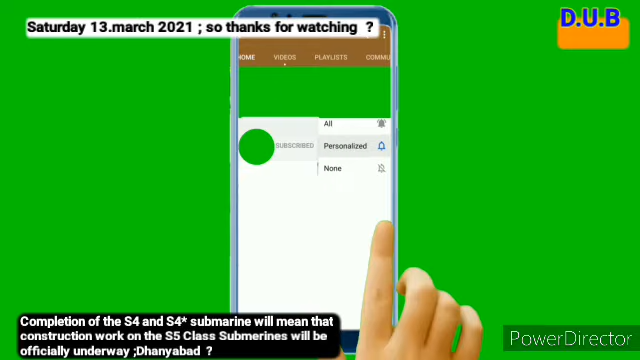 Saturday 13.march 2021 ; so thanks for watching ?
D.U.B
HOME VIDEOS PLAYLISTS COMMU
All
SUBSCRIBED Personalized
None
Completion of the S4 and S4* submarine will mean that
construction work on the S5 Class Submerines will be
officially underway ;Dhanyabad ?
PowerDirector